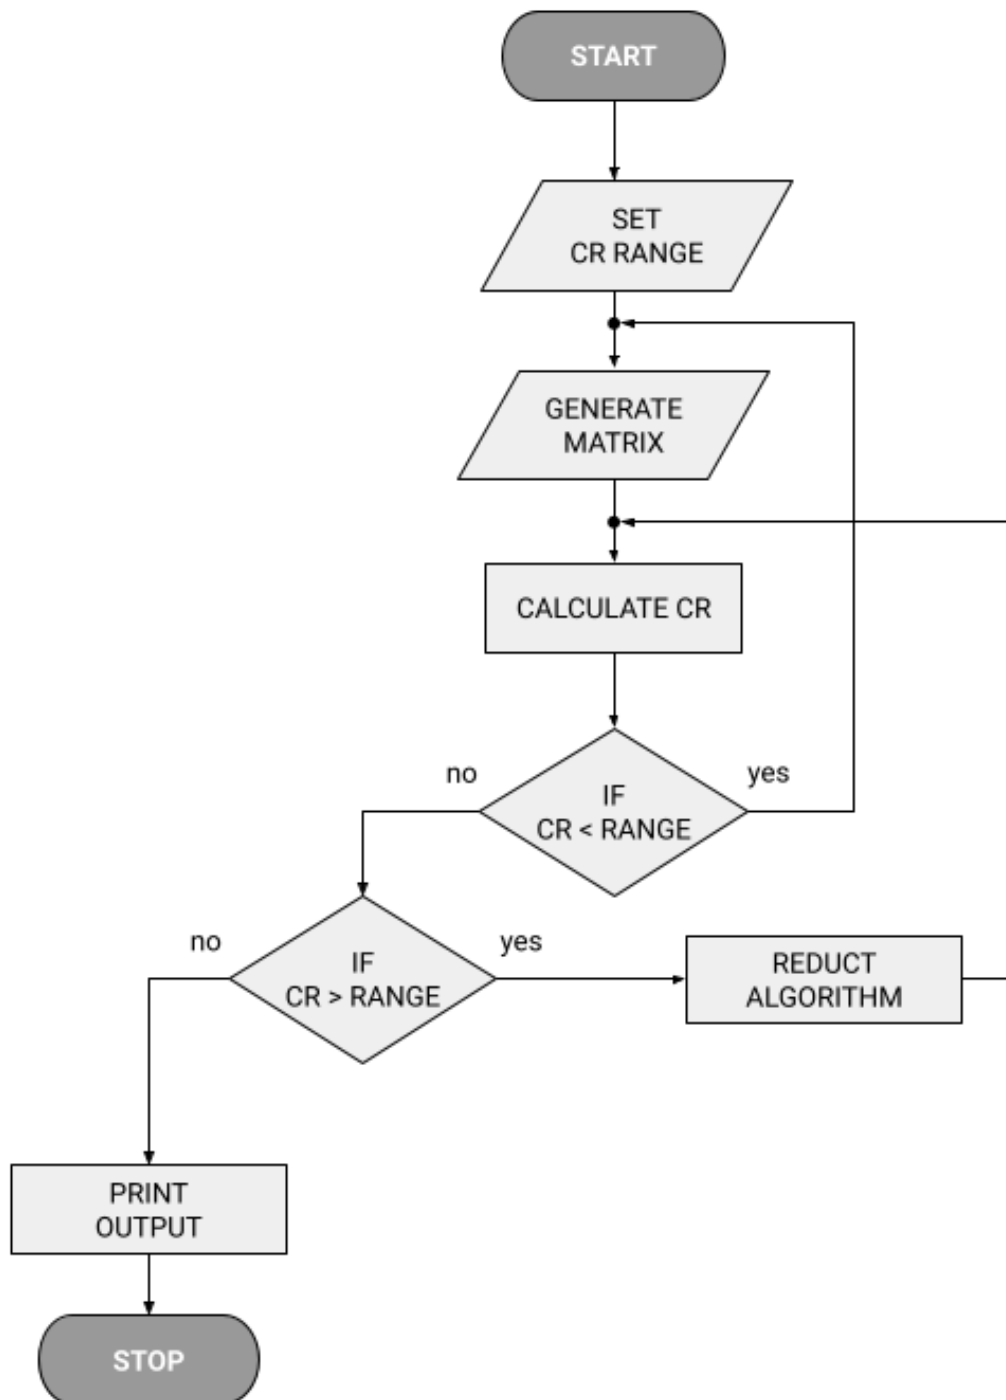 START
SET
CR RANGE
GENERATE
MATRIX
CALCULATE CR
no
yes
IF
CR < RANGE
no
yes
IF
CR > RANGE
REDUCT
ALGORITHM
PRINT
OUTPUT
STOP